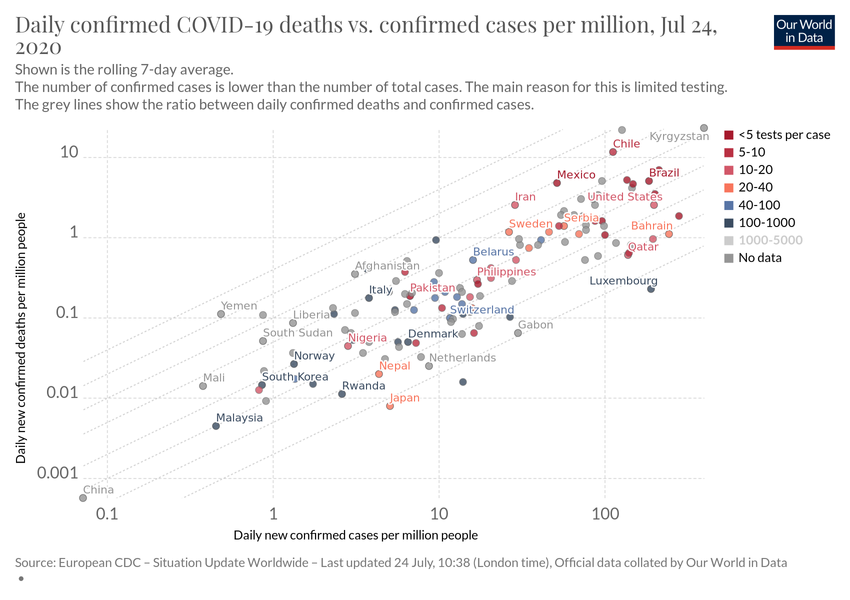 Daily confirmed COVID-19 deaths vs. confirmed cases per million, Jul 24,
2020
Our World
in Data
Shown is the rolling 7-day average.
The number of confirmed cases is lower than the number of total cases. The main reason for this is limited testing.
The grey lines show the ratio between daily confirmed deaths and confirmed cases.
Kyrgyzstan
<5 tests per case
Chile
10
5-10
Mexico
Brazil
10-20
Iran
United States
20-40
40-100
Sweden
Serbia
Bahrain
100-1000
1
1000-5000
Qatar
Belarus
No data
Afghanistan
Philippines
Luxembourg
Italy
Pakistan
Yemen
Liberia
Switzerland
0.1
Gabon
South Sudan
Nigeria
Denmark
Norway
Netherlands
Nepal
Mali
South Korea
Rwanda
0.01
Japan
Malaysia
0.001
China
Daily new confirmed deaths per million people
0.1
1
10
100
Daily new confirmed cases per million people
Source: European CDC – Situation Update Worldwide – Last updated 24 July, 10:38 (London time), Official data collated by Our World in Data